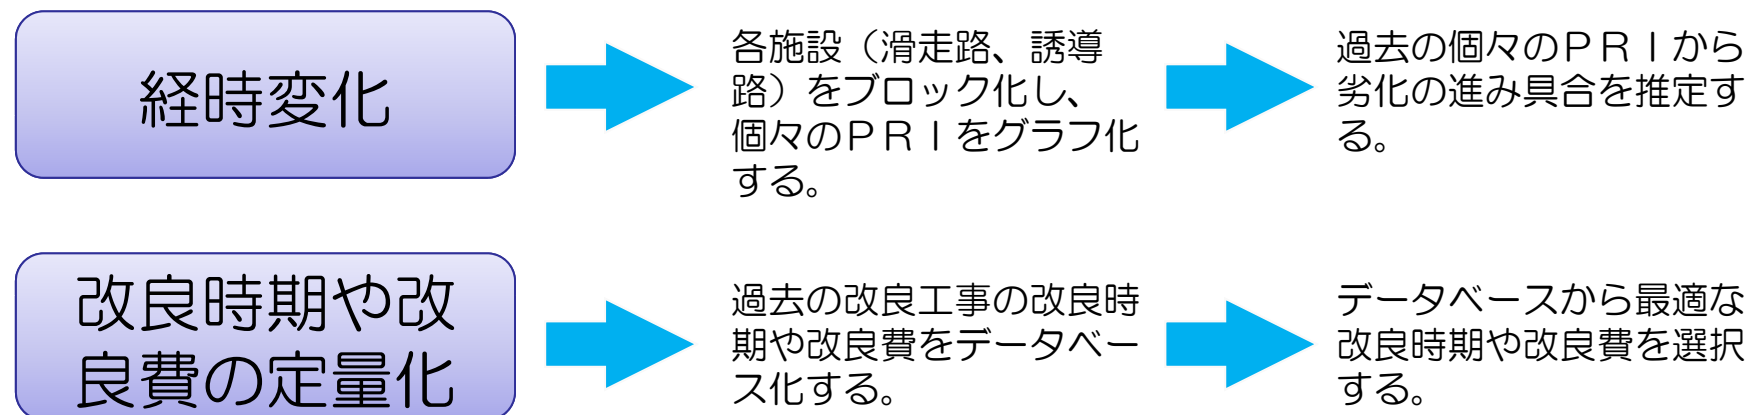 経時変化
各施設（滑走路、誘導
路）をブロック化し、
個々のＰＲＩをグラフ化
する。
過去の個々のＰＲＩから
劣化の進み具合を推定す
る。
改良時期や改
良費の定量化
過去の改良工事の改良時
期や改良費をデータベー
ス化する。
データベースから最適な
改良時期や改良費を選択
する。